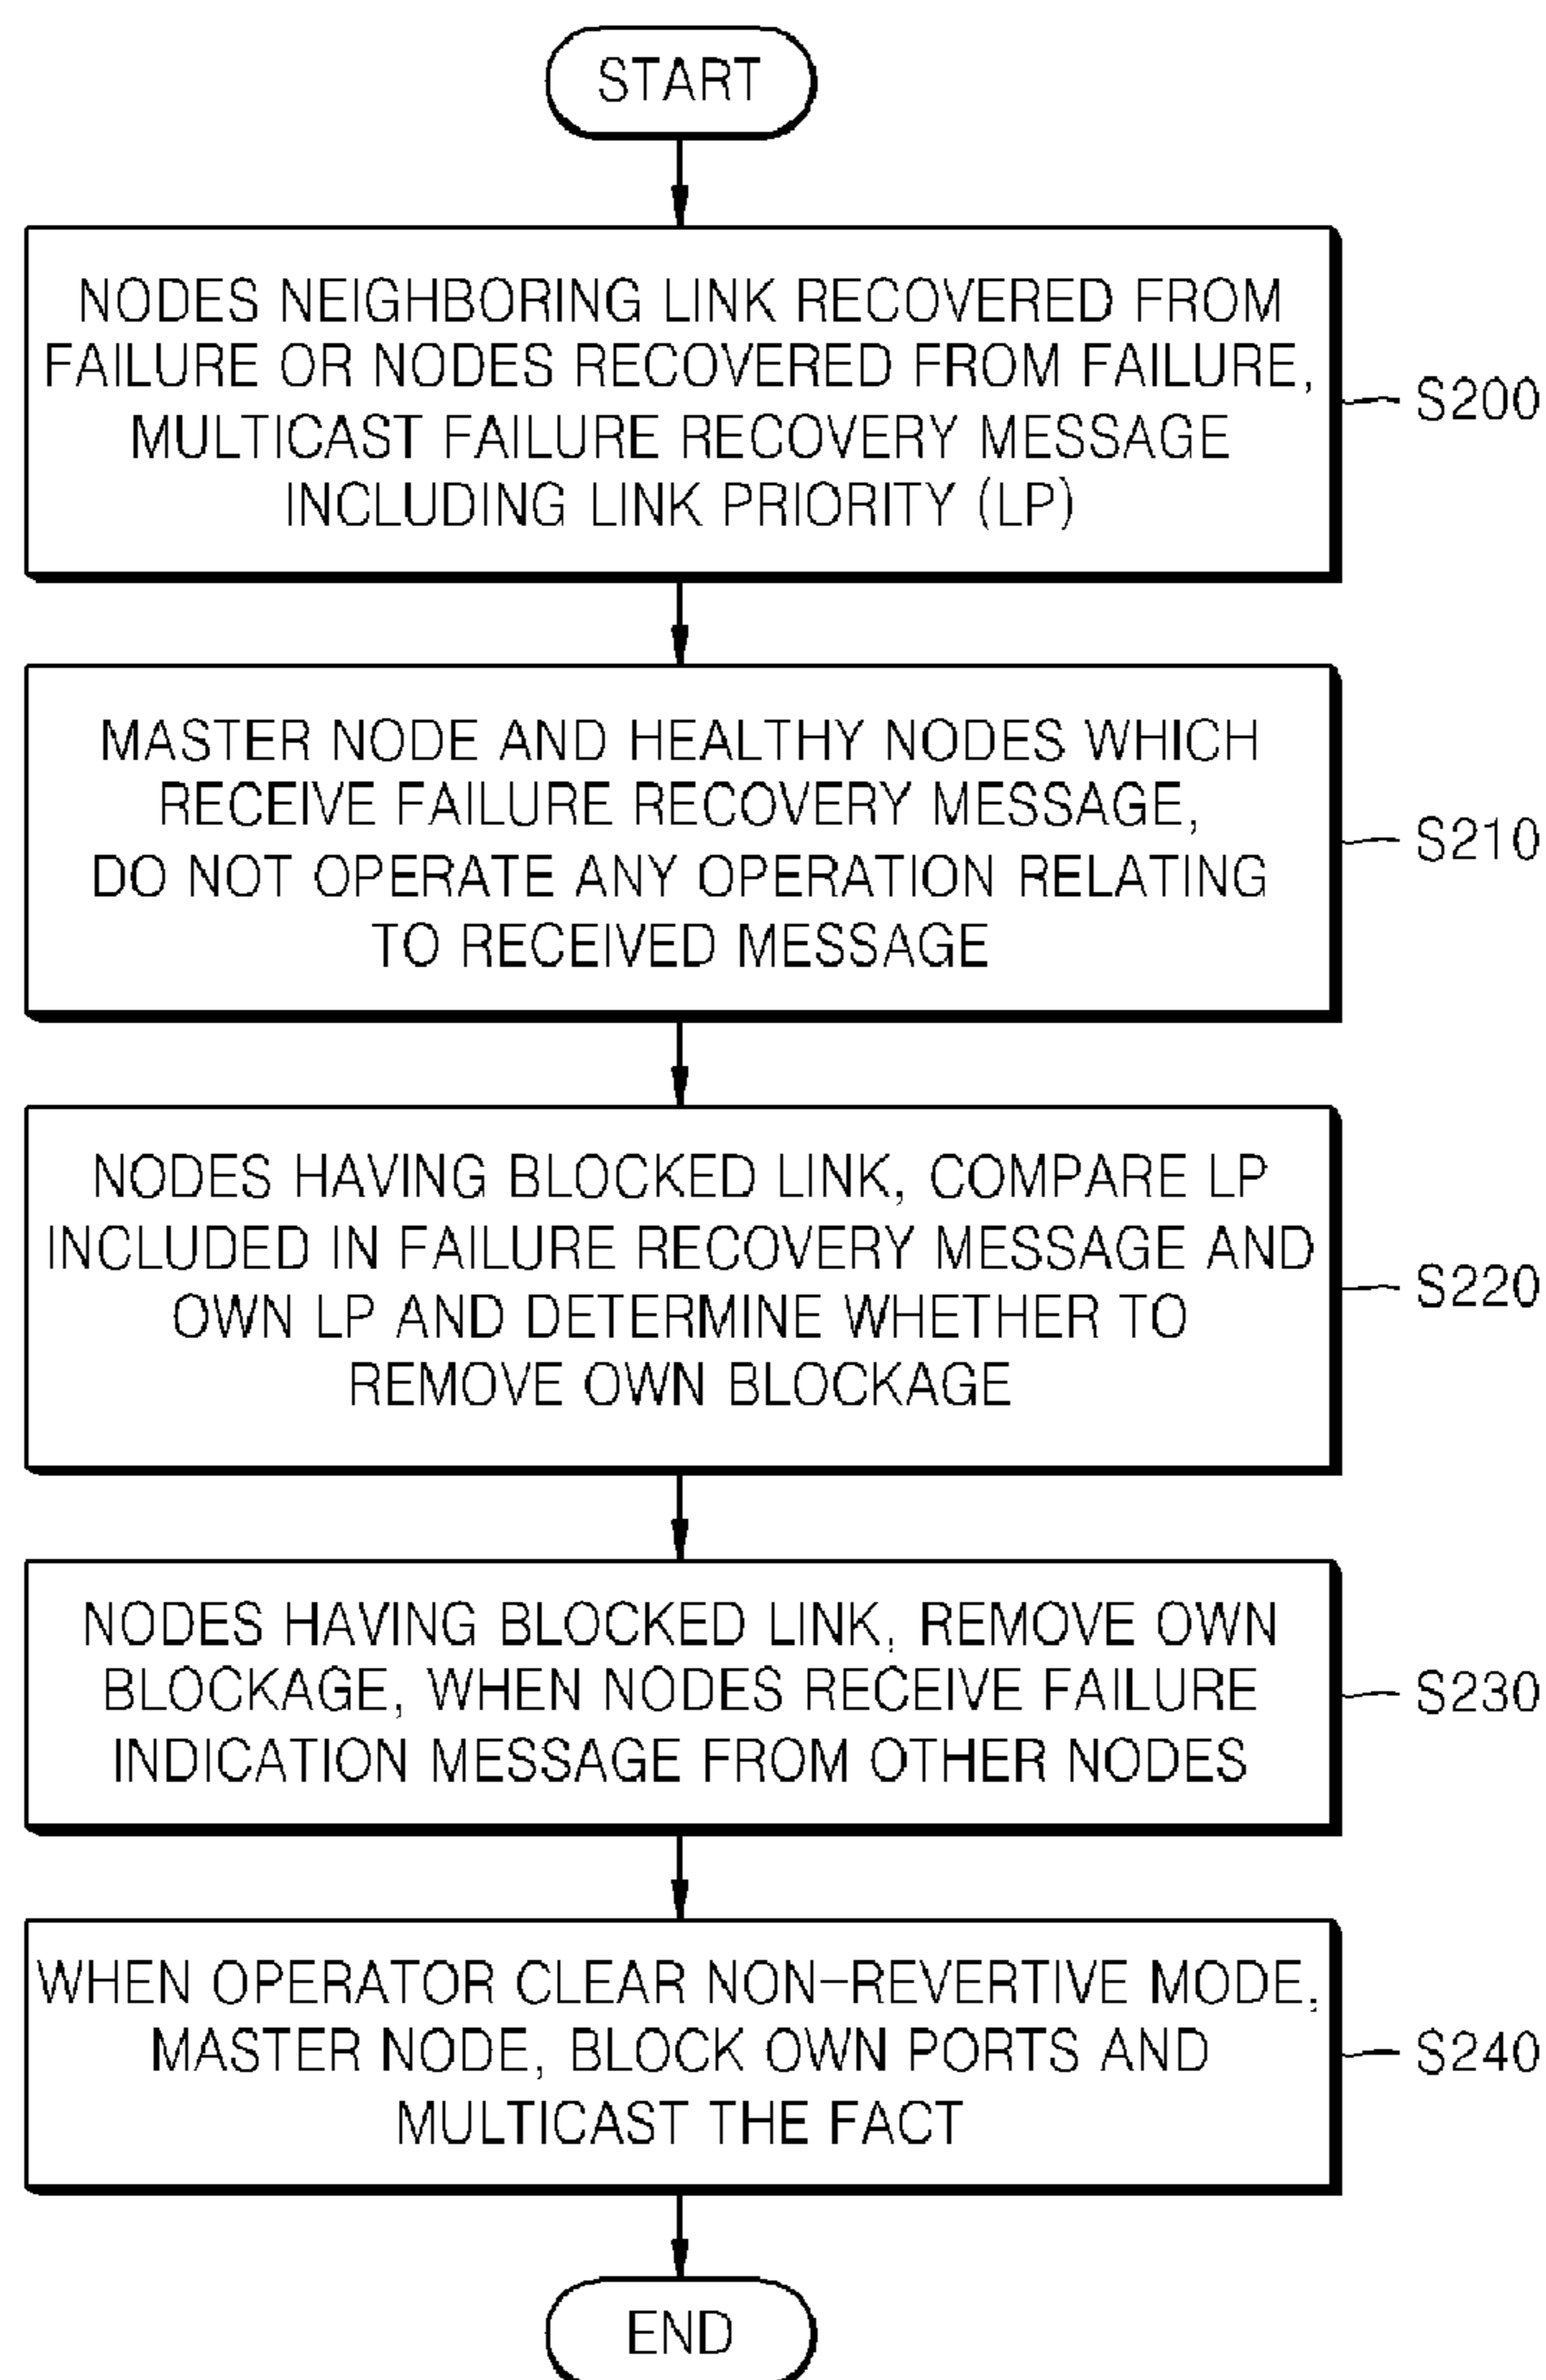 START
NODES NEIGHBORING LINK RECOVERED FROM
FAILURE OR NODES RECOVERED FROM FAILURE,
MULTICAST FAILURE RECOVERY MESSAGE
INCLUDING LINK PRIORITY (LP)
S200
MASTER NODE AND HEALTHY NODES WHICH
RECEIVE FAILURE RECOVERY MESSAGE,
DO NOT OPERATE ANY OPERATION RELATING
TO RECEIVED MESSAGE
S210
NODES HAVING BLOCKED LINK, COMPARE LP
INCLUDED IN FAILURE RECOVERY MESSAGE AND
OWN LP AND DETERMINE WHETHER TO
REMOVE OWN BLOCKAGE
S220
NODES HAVING BLOCKED LINK, REMOVE OWN
BLOCKAGE, WHEN NODES RECEIVE FAILURE
INDICATION MESSAGE FROM OTHER NODES
S230
WHEN OPERATOR CLEAR NON-REVERTIVE MODE,
MASTER NODE, BLOCK OWN PORTS AND
MULTICAST THE FACT
S240
END